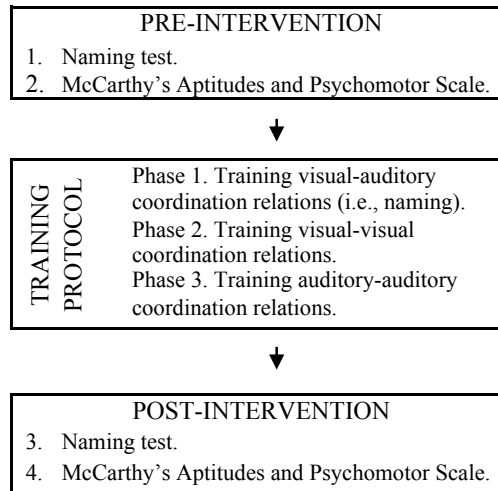 PRE-INTERVENTION
1. Naming test.
2. McCarthy's Aptitudes and Psychomotor Scale.
TRAINING
PROTOCOL
Phase 1. Training visual-auditory
coordination relations (i.e., naming).
Phase 2. Training visual-visual
coordination relations.
Phase 3. Training auditory-auditory
coordination relations.
POST-INTERVENTION
3. Naming test.
4. McCarthy's Aptitudes and Psychomotor Scale.